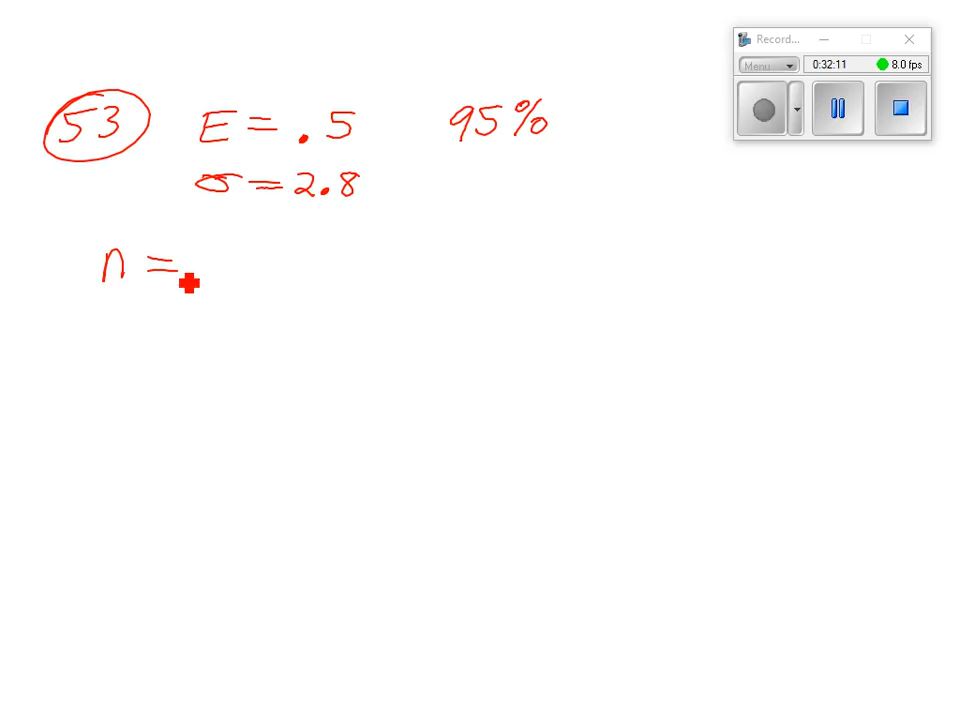 53 E = .5 95%
σ = 2.8
n =
Record...
Menu 0:32:11 8.0 fps